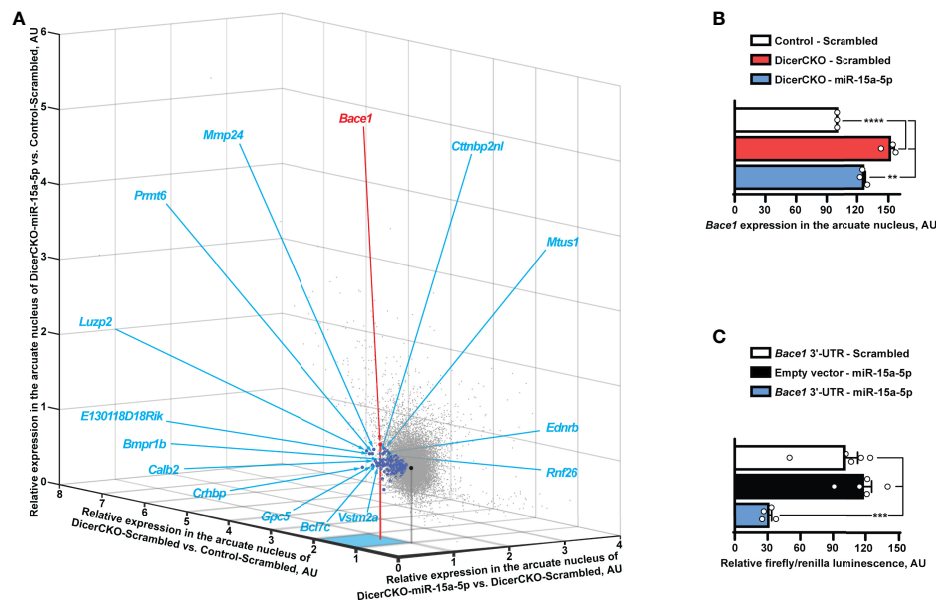 A
Relative expression in the arcuate nucleus of DicerCKO-miR-15a-5p vs. Control-Scrambled, AU
6
5
4
3
2
1
0
Bace1
Mmp24
Cttnbp2nl
Prmt6
Mtus1
Luzp2
E130118D18Rik
Bmpr1b
Calb2
Crhbp
Gpc5
Bcl7c
Vstm2a
Ednrb
Rnf26
8
7
6
5
4
3
2
1
0
Relative expression in the arcuate nucleus of
DicerCKO-Scrambled vs. Control-Scrambled, AU
0
1
2
3
4
Relative expression in the arcuate nucleus of
DicerCKO-miR-15a-5p vs. DicerCKO-Scrambled, AU
B
Control - Scrambled
DicerCKO - Scrambled
DicerCKO - miR-15a-5p
****
**
0 30 60 90 120 150
Bace1 expression in the arcuate nucleus, AU
C
Bace1 3'-UTR - Scrambled
Empty vector - miR-15a-5p
Bace1 3'-UTR - miR-15a-5p
***
0 30 60 90 120 150
Relative firefly/renilla luminescence, AU